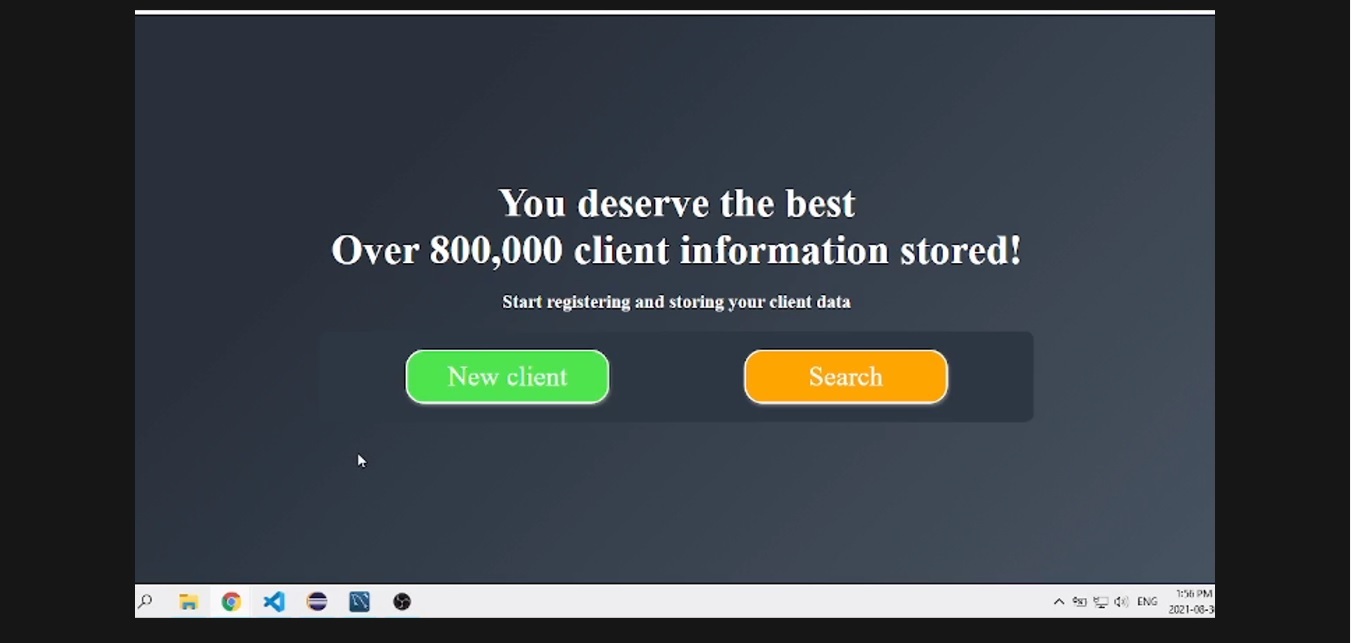 You deserve the best
Over 800,000 client information stored!
Start registering and storing your client data
New client
Search
ENG
1:56 PM
2021-08-3